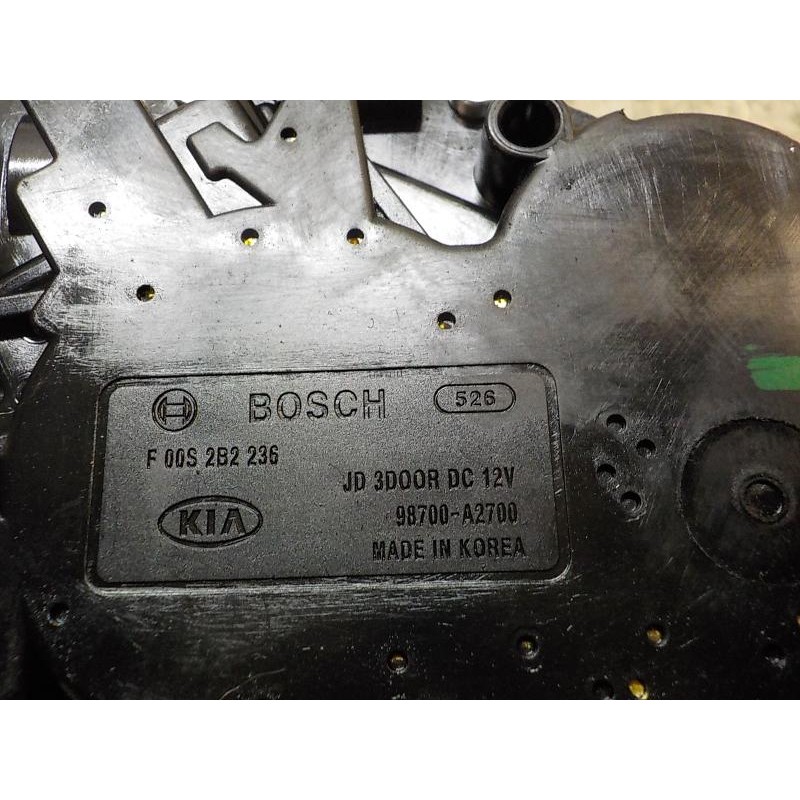 BOSCH 526
F 00S 2B2 236
JD 3DOOR DC 12V
KIA 98700-A2700
MADE IN KOREA